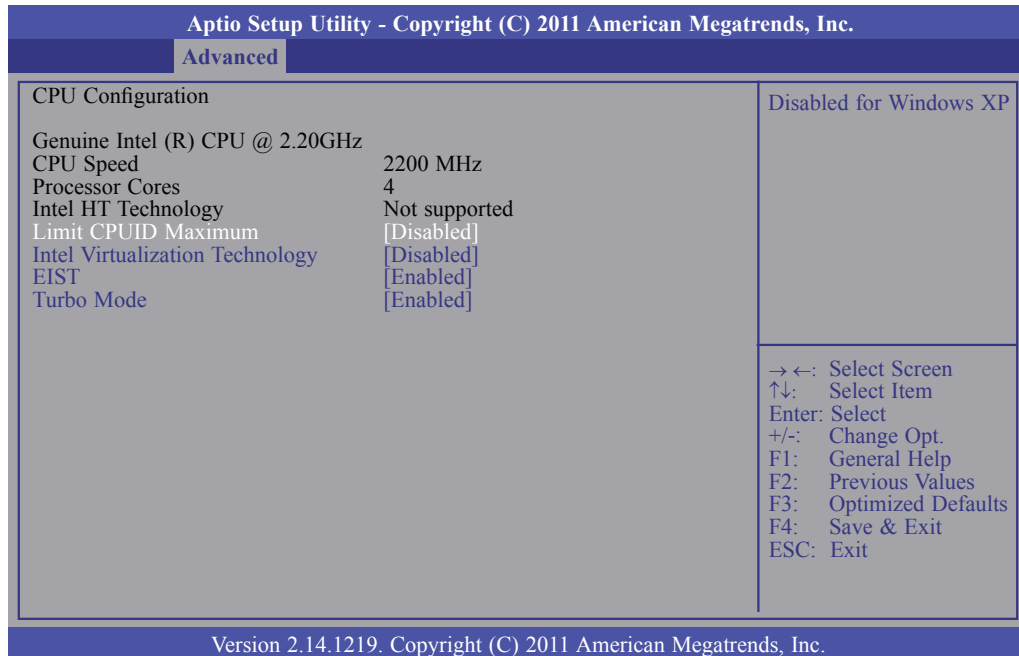 Aptio Setup Utility - Copyright (C) 2011 American Megatrends, Inc.
Advanced
CPU Configuration
Genuine Intel (R) CPU @ 2.20GHz
CPU Speed 2200 MHz
Processor Cores 4
Intel HT Technology Not supported
Limit CPUID Maximum [Disabled]
Intel Virtualization Technology [Disabled]
EIST [Enabled]
Turbo Mode [Enabled]
Disabled for Windows XP
→←: Select Screen
↑↓: Select Item
Enter: Select
+/-: Change Opt.
F1: General Help
F2: Previous Values
F3: Optimized Defaults
F4: Save & Exit
ESC: Exit
Version 2.14.1219. Copyright (C) 2011 American Megatrends, Inc.